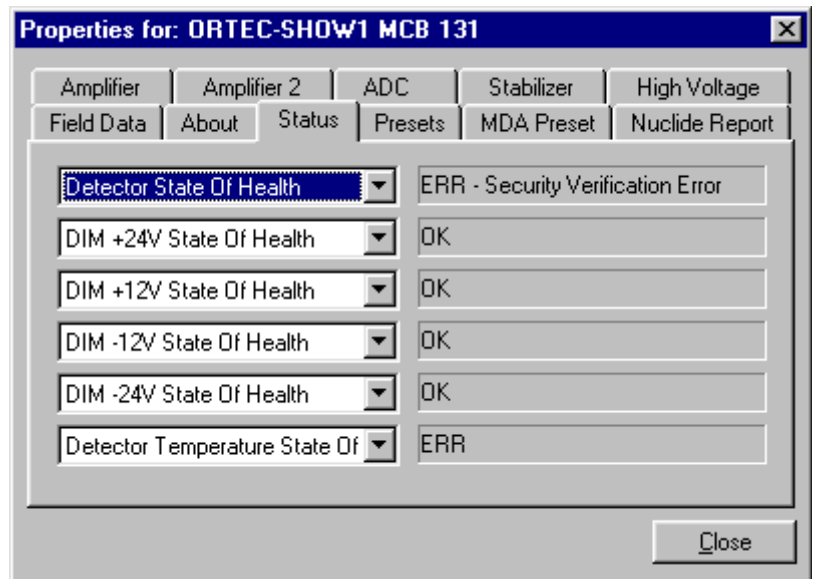 Properties for: ORTEC-SHOW1 MCB 131
Amplifier Amplifier 2 ADC Stabilizer High Voltage
Field Data About Status Presets MDA Preset Nuclide Report
Detector State Of Health ERR - Security Verification Error
DIM +24V State Of Health OK
DIM +12V State Of Health OK
DIM -12V State Of Health OK
DIM -24V State Of Health OK
Detector Temperature State Of ERR
Close